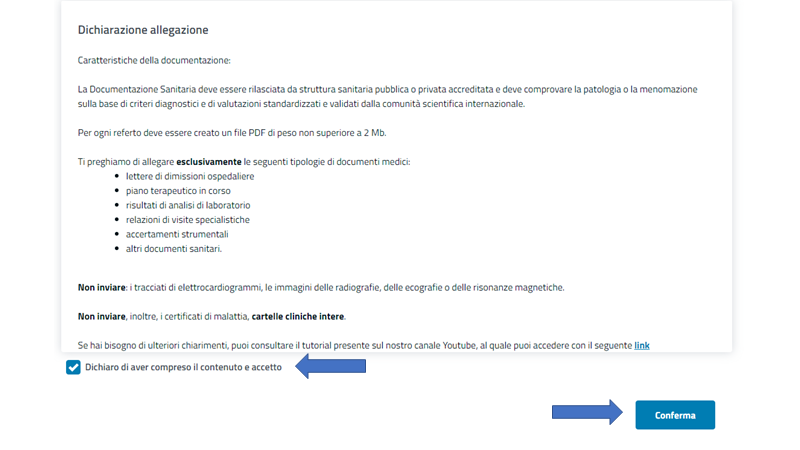 Dichiarazione allegazione
Caratteristiche della documentazione:
La Documentazione Sanitaria deve essere rilasciata da struttura sanitaria pubblica o privata accreditata e deve comprovare la patologia o la menomazione
sulla base di criteri diagnostici e di valutazioni standardizzati e validati dalla comunità scientifica internazionale.
Per ogni referto deve essere creato un file PDF di peso non superiore a 2 Mb.
Ti preghiamo di allegare esclusivamente le seguenti tipologie di documenti medici:
• lettere di dimissioni ospedaliere
• piano terapeutico in corso
• risultati di analisi di laboratorio
• relazioni di visite specialistiche
• accertamenti strumentali
• altri documenti sanitari.
Non inviare: i tracciati di elettrocardiogrammi, le immagini delle radiografie, delle ecografie o delle risonanze magnetiche.
Non inviare, inoltre, i certificati di malattia, cartelle cliniche intere.
Se hai bisogno di ulteriori chiarimenti, puoi consultare il tutorial presente sul nostro canale Youtube, al quale puoi accedere con il seguente link
Dichiaro di aver compreso il contenuto e accetto
Conferma